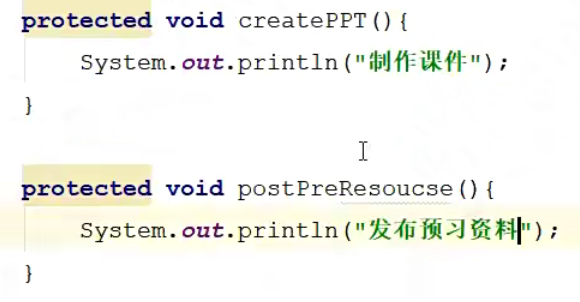 protected void createPPT(){
System.out.println("制作课件");
}
protected void postPreResoucse(){
System.out.println("发布预习资料");
}